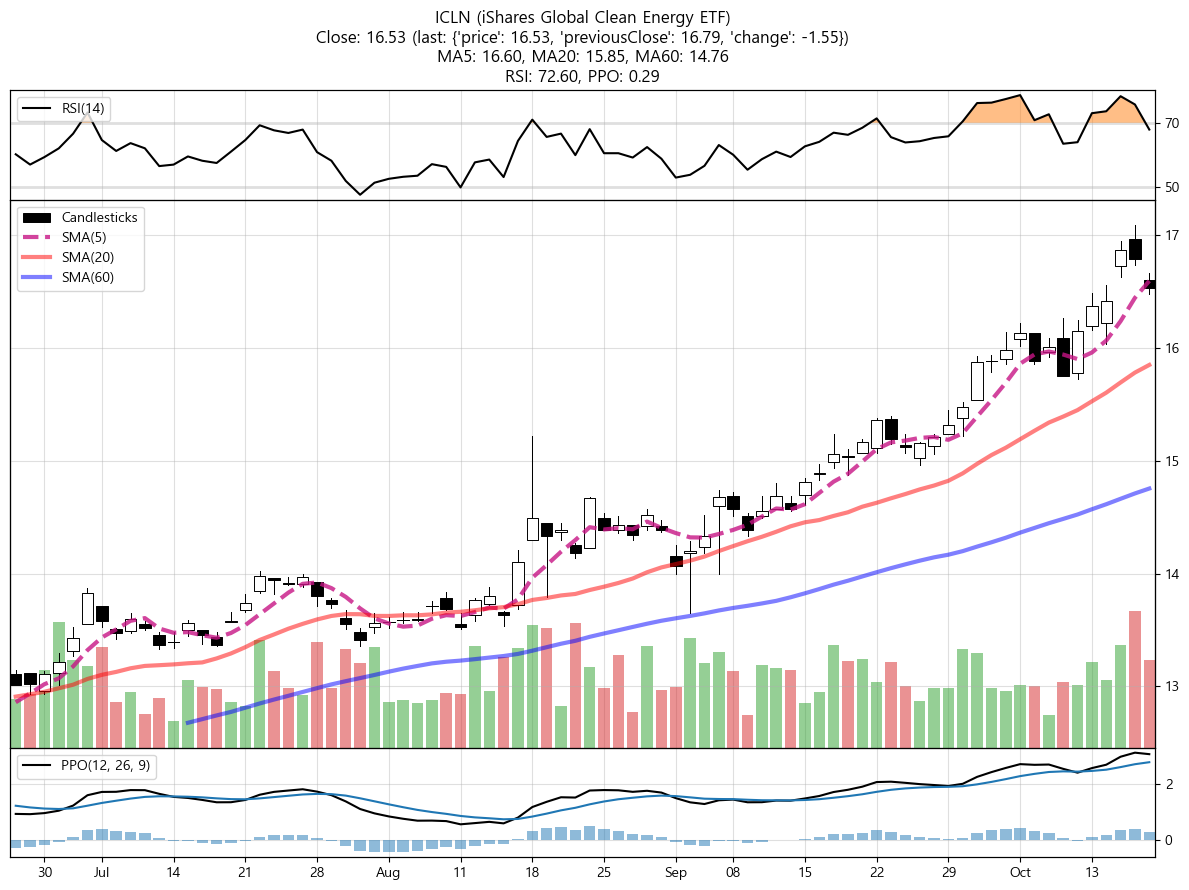 ICLN (iShares Global Clean Energy ETF)
Close: 16.53 (last: {'price': 16.53, 'previousClose': 16.79, 'change': -1.55})
MA5: 16.60, MA20: 15.85, MA60: 14.76
RSI: 72.60, PPO: 0.29
RSI(14)
70
50
Candlesticks
SMA(5)
SMA(20)
SMA(60)
17
16
15
14
13
PPO(12, 26, 9)
2
0
30 Jul 14 21 28 Aug 11 18 25 Sep 08 15 22 29 Oct 13